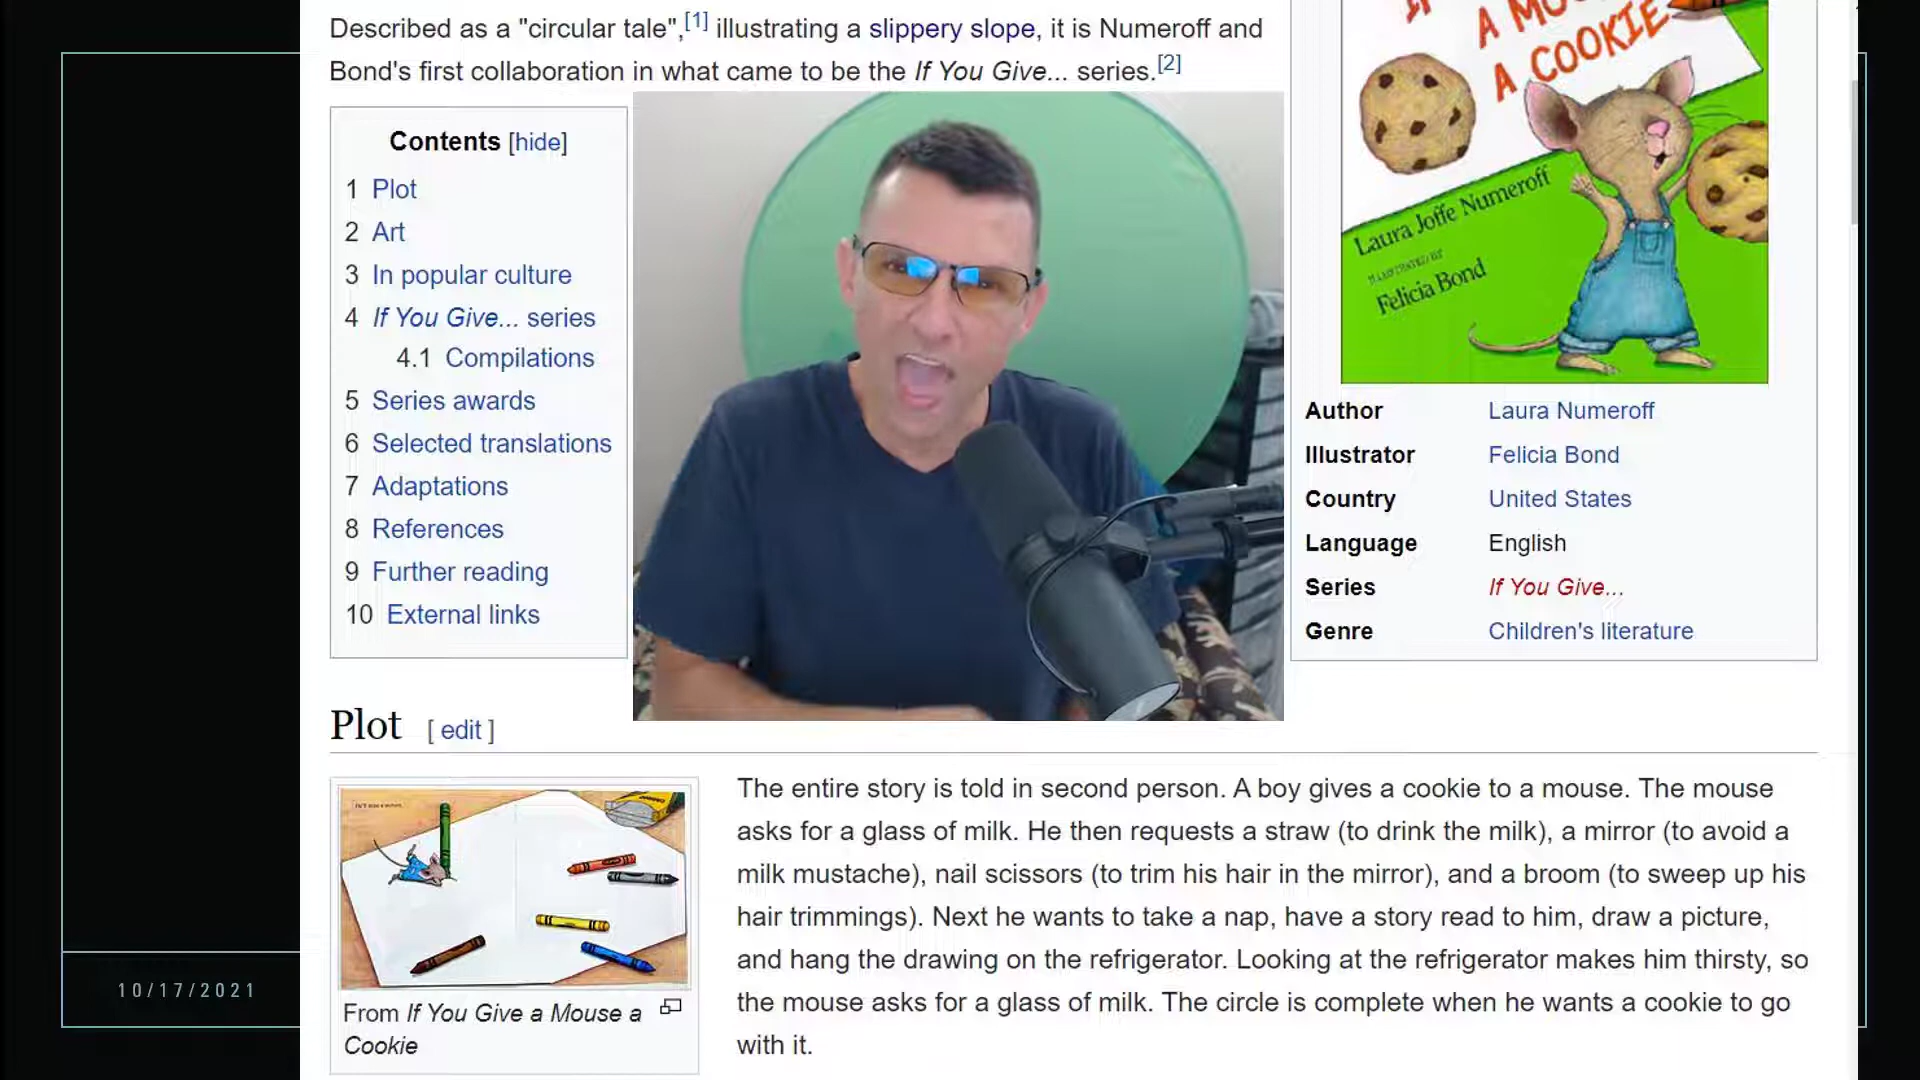 Described as a "circular tale",[1] illustrating a slippery slope, it is Numeroff and
Bond's first collaboration in what came to be the If You Give... series.[2]
Contents [hide]
1 Plot
2 Art
3 In popular culture
4 If You Give... series
4.1 Compilations
5 Series awards
6 Selected translations
7 Adaptations
8 References
9 Further reading
10 External links
A COOKIE
Laura Joffe Numeroff
ILLUSTRATED BY
Felicia Bond
Author Laura Numeroff
Illustrator Felicia Bond
Country United States
Language English
Series If You Give...
Genre Children's literature
Plot [ edit ]
From If You Give a Mouse a
Cookie
The entire story is told in second person. A boy gives a cookie to a mouse. The mouse
asks for a glass of milk. He then requests a straw (to drink the milk), a mirror (to avoid a
milk mustache), nail scissors (to trim his hair in the mirror), and a broom (to sweep up his
hair trimmings). Next he wants to take a nap, have a story read to him, draw a picture,
and hang the drawing on the refrigerator. Looking at the refrigerator makes him thirsty, so
the mouse asks for a glass of milk. The circle is complete when he wants a cookie to go
with it.
10/17/2021